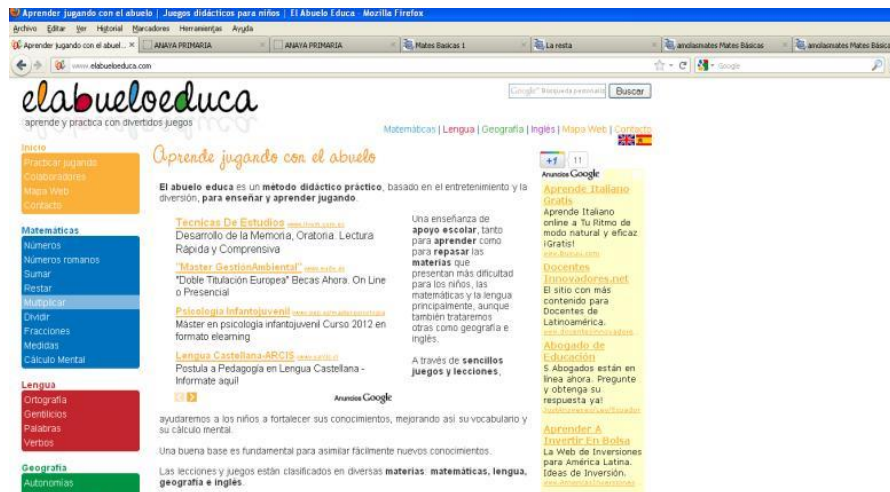 Aprender jugando con el abuelo | Juegos didácticos para niños | El Abuelo Educa - Mozilla Firefox
Archivo Editar Ver Historial Marcadores Herramientas Ayuda
Aprender jugando con el abuel... ANAYA PRIMARIA ANAYA PRIMARIA Mates Basicas 1 La resta amolasmates Mates Básicas amolasmates Mates Básica
www.elabueloeduca.com
Google
elabueloeduca
aprende y practica con divertidos juegos
Google Búsqueda personaliz Buscar
Matemáticas | Lengua | Geografía | Inglés | Mapa Web | Contacto
Inicio
Practicar jugando
Colaboradores
Mapa Web
Contacto
Matemáticas
Números
Números romanos
Sumar
Restar
Multiplicar
Dividir
Fracciones
Medidas
Cálculo Mental
Lengua
Ortografía
Gentilicios
Palabras
Verbos
Geografía
Autonomías
Aprende jugando con el abuelo
El abuelo educa es un método didáctico práctico, basado en el entretenimiento y la
diversión, para enseñar y aprender jugando.
Tecnicas De Estudios
Desarrollo de la Memoria, Oratoria. Lectura
Rápida y Comprensiva
"Master GestiónAmbiental"
"Doble Titulación Europea" Becas Ahora. On Line
o Presencial
Psicologia Infantojuvenil
Máster en psicología infantojuvenil Curso 2012 en
formato elearning
Lengua Castellana-ARCIS
Postula a Pedagogía en Lengua Castellana -
Informate aquí!
Anuncios Google
Una enseñanza de
apoyo escolar, tanto
para aprender como
para repasar las
materias que
presentan más dificultad
para los niños, las
matemáticas y la lengua
principalmente, aunque
también trataremos
otras como geografía e
inglés.
A través de sencillos
juegos y lecciones,
ayudaremos a los niños a fortalecer sus conocimientos, mejorando así su vocabulario y
su cálculo mental.
Una buena base es fundamental para asimilar fácilmente nuevos conocimientos.
Las lecciones y juegos están clasificados en diversas materias: matemáticas, lengua,
geografía e inglés.
+1 11
Anuncios Google
Aprende Italiano
Gratis
Aprende Italiano
online a Tu Ritmo de
modo natural y eficaz
¡Gratis!
Docentes
Innovadores.net
El sitio con más
contenido para
Docentes de
Latinoamérica.
Abogado de
Educación
5 Abogados están en
línea ahora. Pregunte
y obtenga su
respuesta ya!
Aprender A
Invertir En Bolsa
La Web de Inversiones
para América Latina.
Ideas de Inversión.